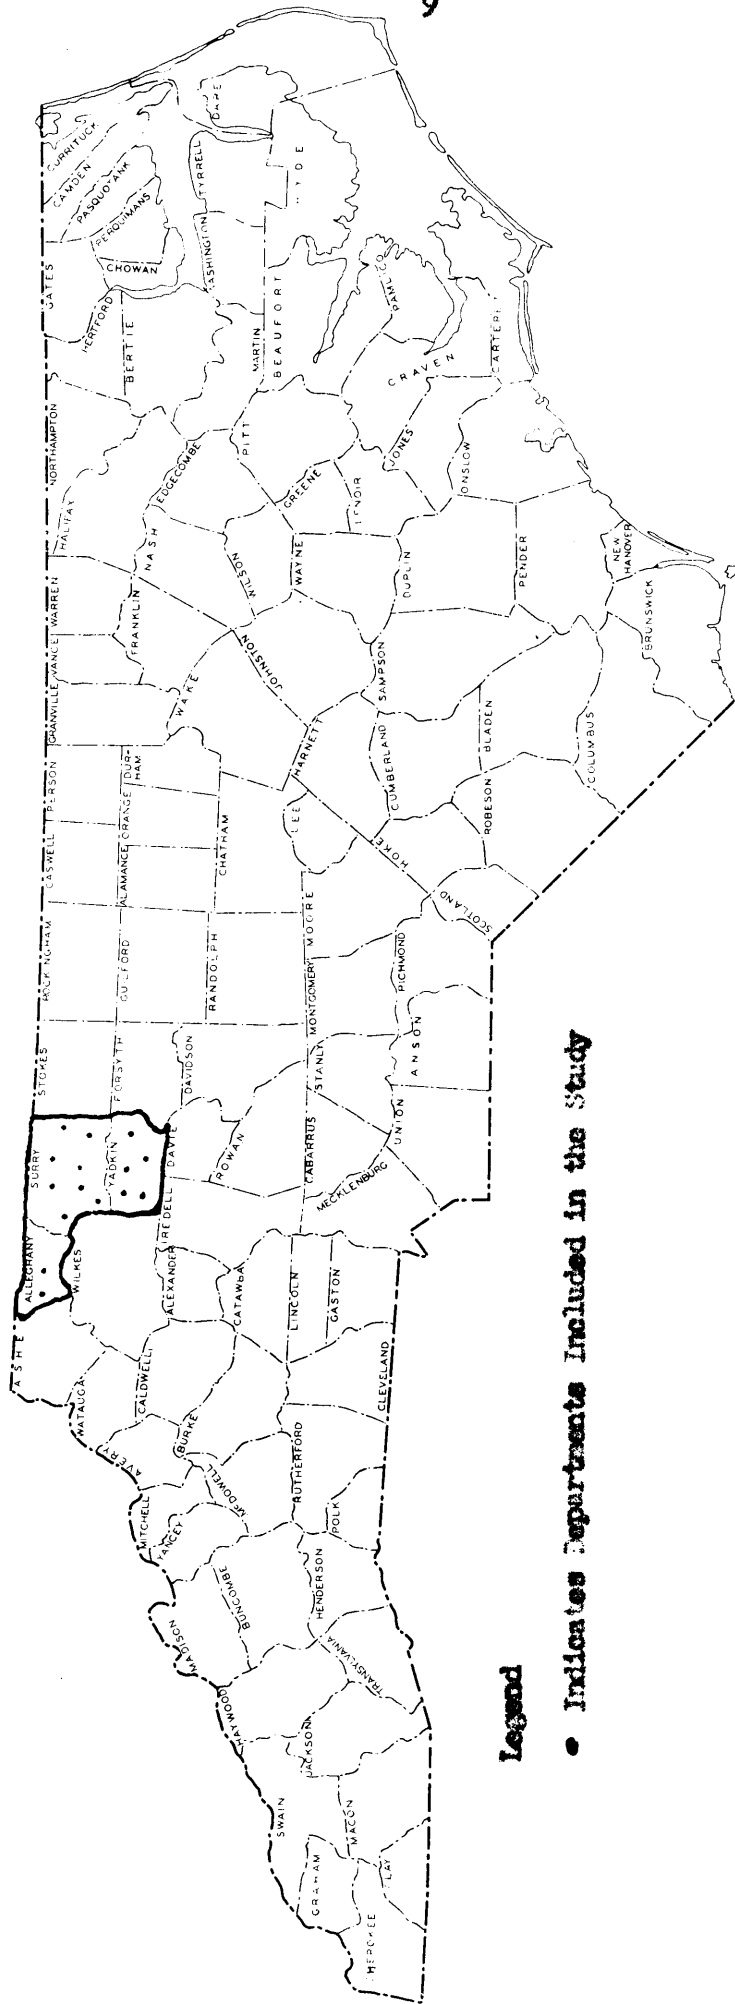 9
CURRITUCK
CAMDEN
PASQUOTANK
PERQUIMANS
CHOWAN
GATES
HERTFORD
BERTIE
NORTHAMPTON
HALIFAX
WARREN
VANCE
GRANVILLE
PERSON
CASWELL
ROCKINGHAM
STOKES
SURRY
ALLEGHANY
ASHE
DARE
TYRRELL
WASHINGTON
HYDE
MARTIN
BEAUFORT
PITT
EDGECOMBE
NASH
FRANKLIN
WAKE
DUR-
HAM
ORANGE
ALAMANCE
GUILFORD
FORSYTH
YADKIN
WILKES
WATAUGA
AVERY
MITCHELL
YANCEY
MADISON
PAMLICO
CRAVEN
CARTERET
JONES
ONSLOW
LENOIR
GREENE
WAYNE
WILSON
JOHNSTON
HARNETT
LEE
CHATHAM
RANDOLPH
DAVIDSON
DAVIE
ROWAN
IREDELL
ALEXANDER
CATAWBA
CALDWELL
BURKE
McDOWELL
BUNCOMBE
HAYWOOD
DUPLIN
SAMPSON
CUMBERLAND
HOKE
MOORE
MONTGOMERY
STANLY
CABARRUS
MECKLENBURG
LINCOLN
GASTON
CLEVELAND
RUTHERFORD
POLK
HENDERSON
TRANSYLVANIA
JACKSON
SWAIN
MACON
GRAHAM
CLAY
CHEROKEE
PENDER
NEW
HANOVER
BRUNSWICK
COLUMBUS
BLADEN
ROBESON
SCOTLAND
RICHMOND
ANSON
UNION
Legend
● Indicates Departments Included in the Study